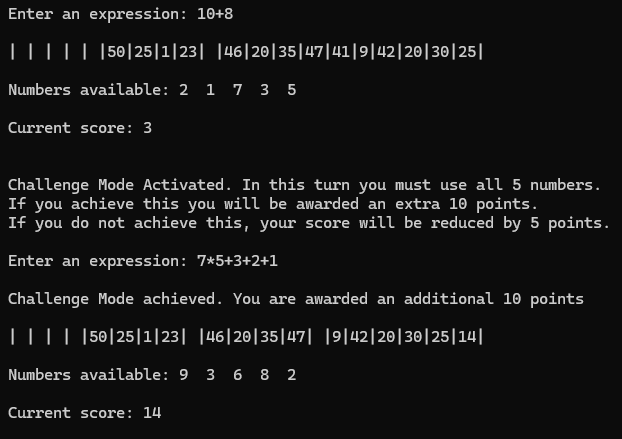 Enter an expression: 10+8
| | | | | |50|25|1|23| |46|20|35|47|41|9|42|20|30|25|
Numbers available: 2  1  7  3  5
Current score: 3
Challenge Mode Activated. In this turn you must use all 5 numbers.
If you achieve this you will be awarded an extra 10 points.
If you do not achieve this, your score will be reduced by 5 points.
Enter an expression: 7*5+3+2+1
Challenge Mode achieved. You are awarded an additional 10 points
| | | | |50|25|1|23| |46|20|35|47| |9|42|20|30|25|14|
Numbers available: 9  3  6  8  2
Current score: 14